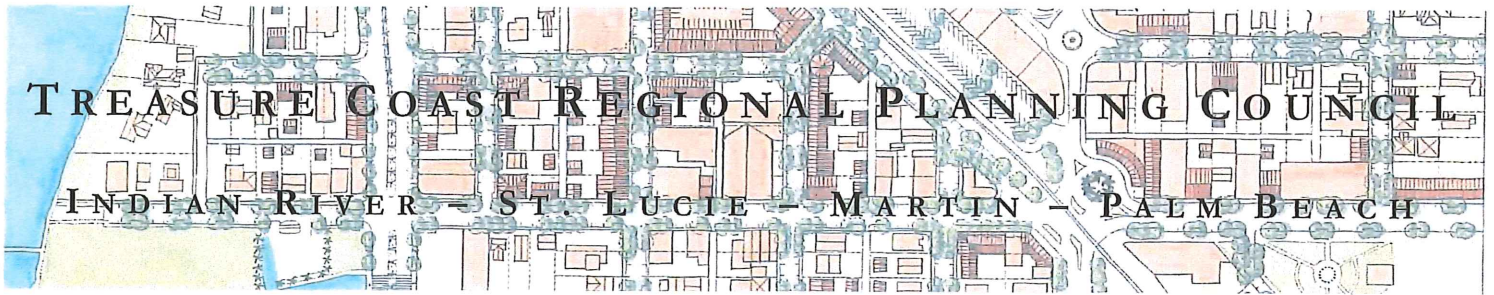 TREASURE COAST REGIONAL PLANNING COUNCIL
INDIAN RIVER – ST. LUCIE – MARTIN – PALM BEACH